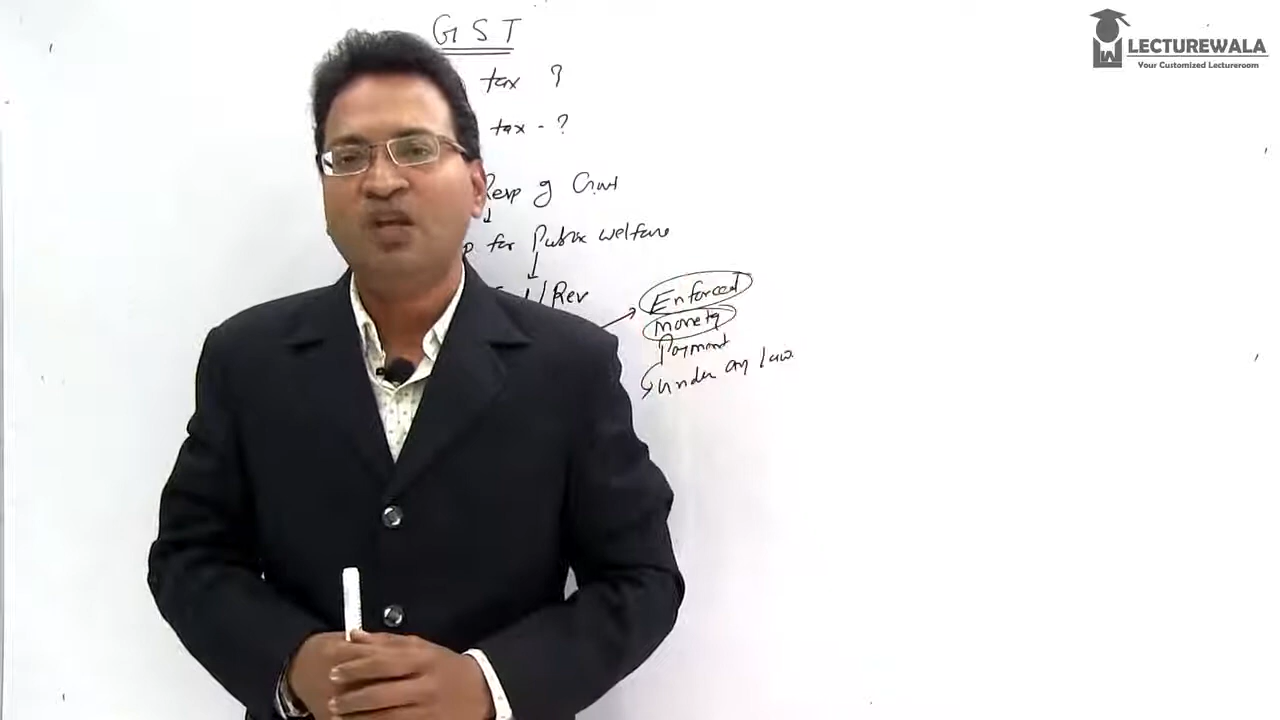 GST
tax ?
tax - ?
Resp of Govt
for Public welfare
/Rev
Enforced
monetary
Payment
under any law
LECTUREWALA
Your Customized Lectureroom